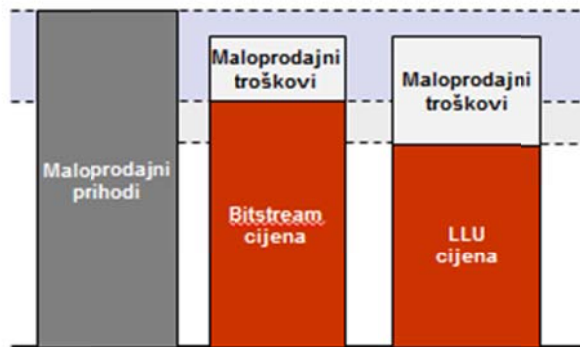 Maloprodajni
prihodi
Maloprodajni
troškovi
Bitstream
cijena
Maloprodajni
troškovi
LLU
cijena